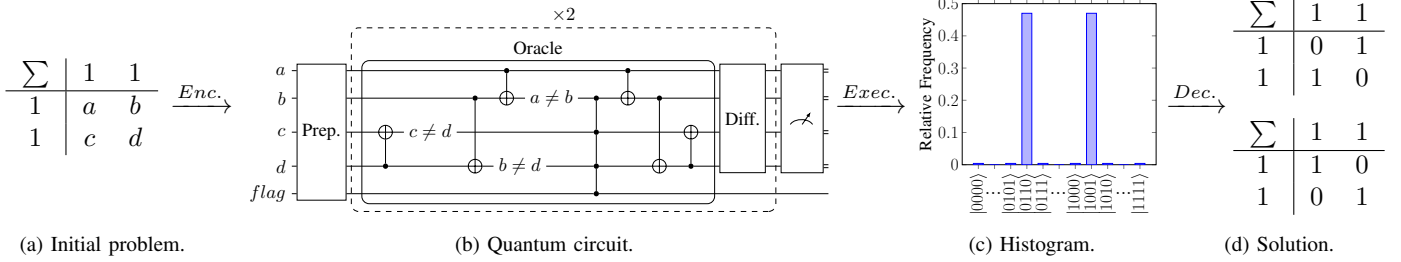 ∑ 1 1
1 a b
1 c d
Enc.
×2
Oracle
a
b
c
d
flag
Prep.
a ≠ b
c ≠ d
b ≠ d
Diff.
Exec.
Relative Frequency
0.5
0.4
0.3
0.2
0.1
0
|0000⟩ ... |0101⟩ |0110⟩ |0111⟩ ... |1000⟩ |1001⟩ |1010⟩ ... |1111⟩
Dec.
∑ 1 1
1 0 1
1 1 0
∑ 1 1
1 1 0
1 0 1
(a) Initial problem.
(b) Quantum circuit.
(c) Histogram.
(d) Solution.